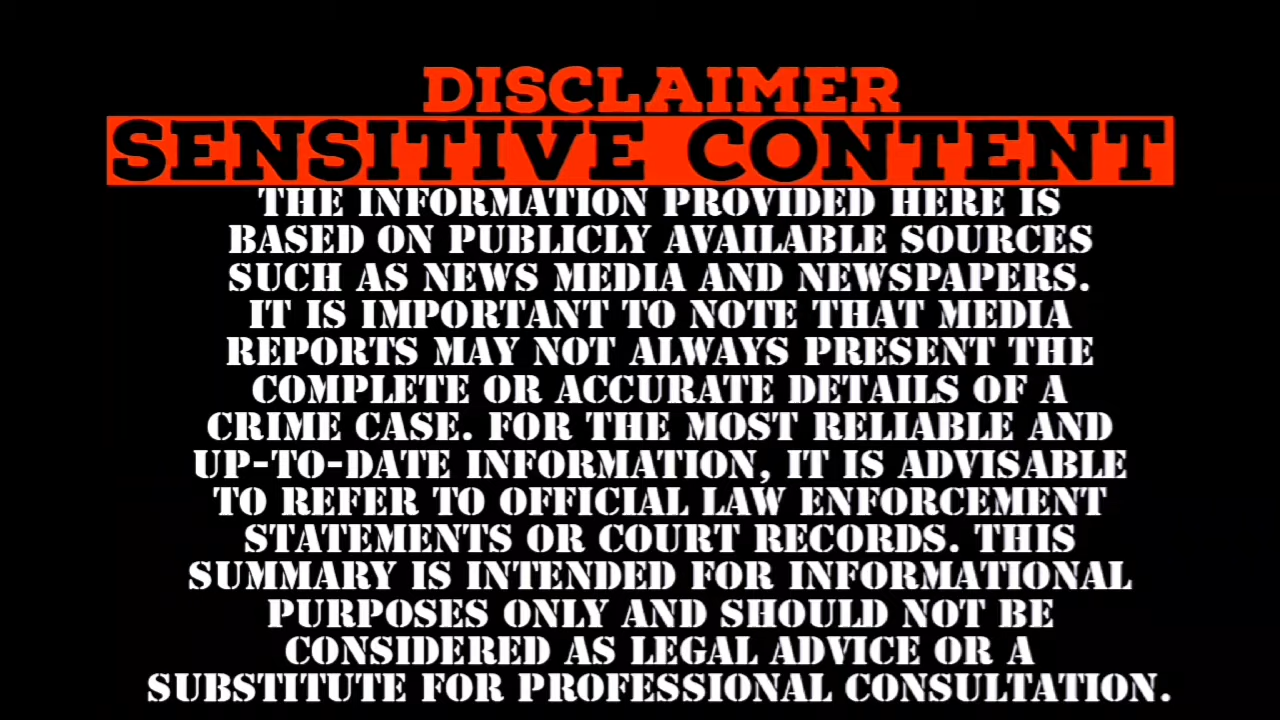 DISCLAIMER
SENSITIVE CONTENT
THE INFORMATION PROVIDED HERE IS
BASED ON PUBLICLY AVAILABLE SOURCES
SUCH AS NEWS MEDIA AND NEWSPAPERS.
IT IS IMPORTANT TO NOTE THAT MEDIA
REPORTS MAY NOT ALWAYS PRESENT THE
COMPLETE OR ACCURATE DETAILS OF A
CRIME CASE. FOR THE MOST RELIABLE AND
UP-TO-DATE INFORMATION, IT IS ADVISABLE
TO REFER TO OFFICIAL LAW ENFORCEMENT
STATEMENTS OR COURT RECORDS. THIS
SUMMARY IS INTENDED FOR INFORMATIONAL
PURPOSES ONLY AND SHOULD NOT BE
CONSIDERED AS LEGAL ADVICE OR A
SUBSTITUTE FOR PROFESSIONAL CONSULTATION.